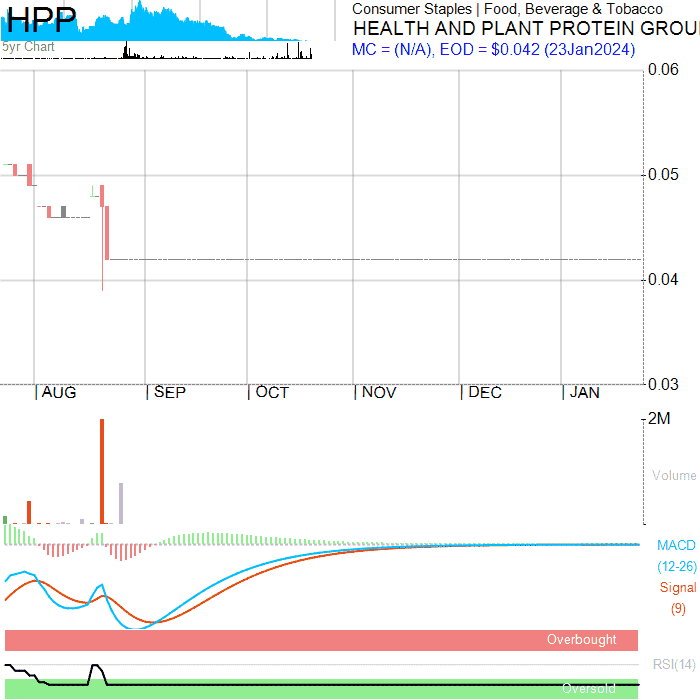 HPP
Consumer Staples | Food, Beverage & Tobacco
HEALTH AND PLANT PROTEIN GROU
5yr Chart
MC = (N/A), EOD = $0.042 (23Jan2024)
0.06
0.05
0.04
0.03
AUG
SEP
OCT
NOV
DEC
JAN
2M
Volume
MACD
(12-26)
Signal
(9)
Overbought
RSI(14)
Oversold